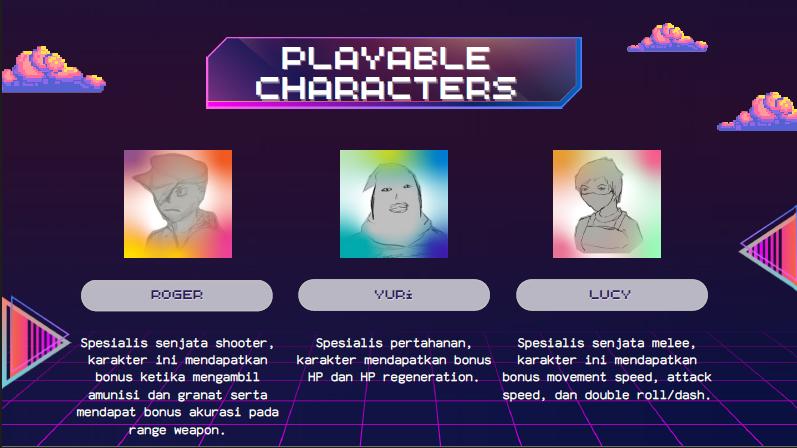 PLAYABLE
CHARACTERS
ROGER
YURi
LUCY
Spesialis senjata shooter,
karakter ini mendapatkan
bonus ketika mengambil
amunisi dan granat serta
mendapat bonus akurasi pada
range weapon.
Spesialis pertahanan,
karakter mendapatkan bonus
HP dan HP regeneration.
Spesialis senjata melee,
karakter ini mendapatkan
bonus movement speed, attack
speed, dan double roll/dash.